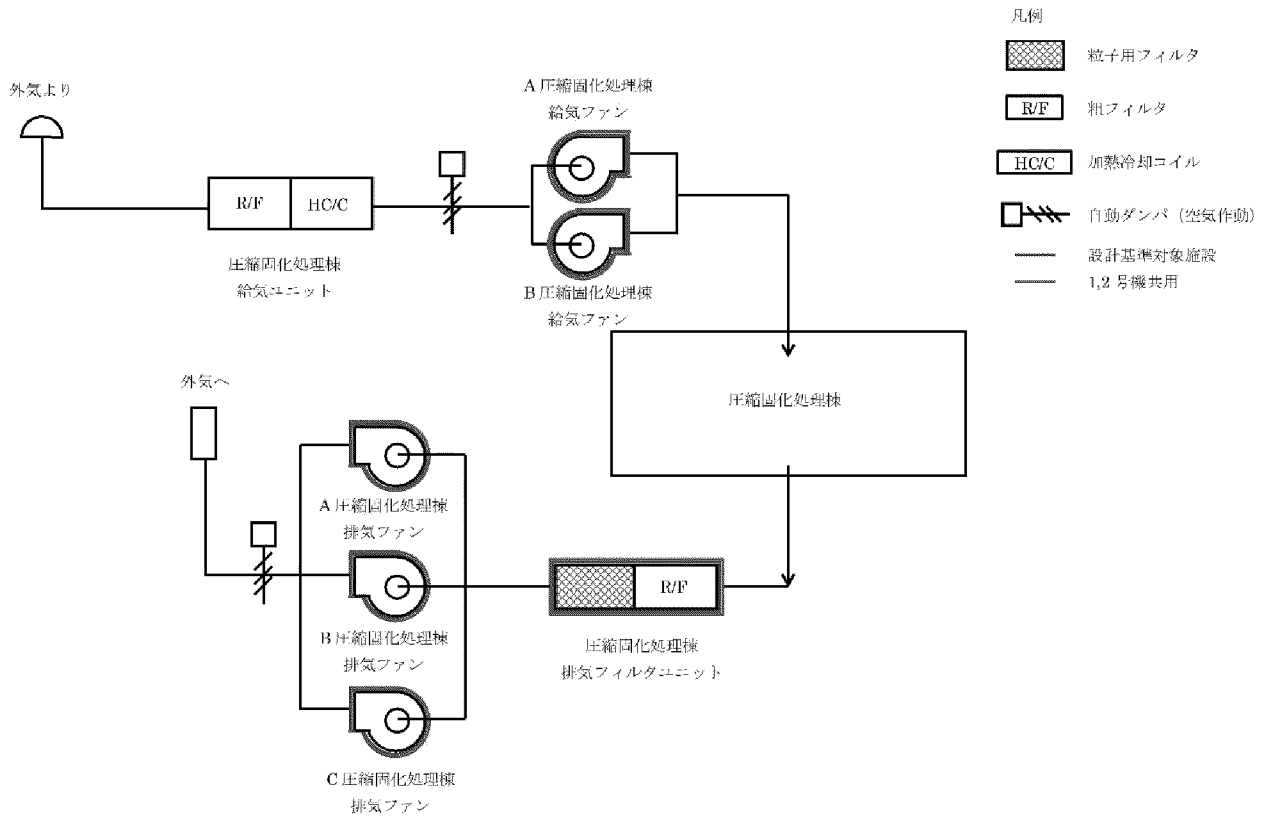 凡例
粒子用フィルタ
R/F
粗フィルタ
HC/C
加熱冷却コイル
自動ダンパ（空気作動）
設計基準対象施設
1,2 号機共用
外気より
R/F
HC/C
圧縮固化処理棟
給気ユニット
A 圧縮固化処理棟
給気ファン
B 圧縮固化処理棟
給気ファン
圧縮固化処理棟
外気へ
A 圧縮固化処理棟
排気ファン
B 圧縮固化処理棟
排気ファン
C 圧縮固化処理棟
排気ファン
R/F
圧縮固化処理棟
排気フィルタユニット